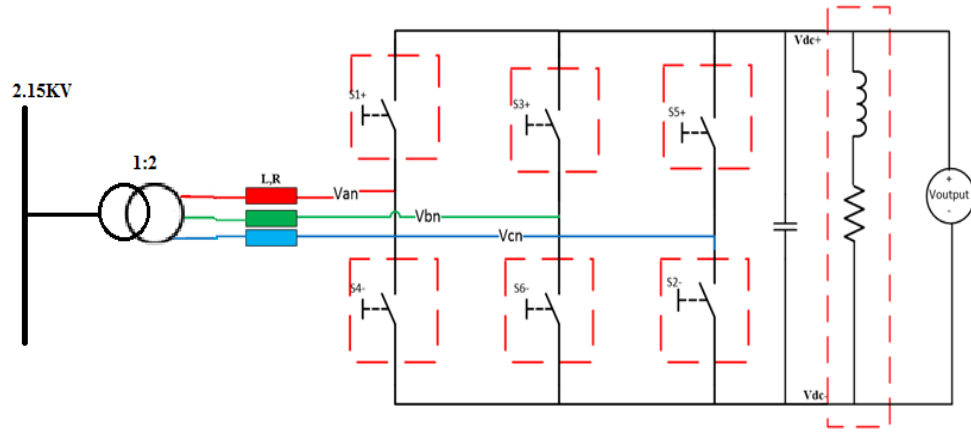 2.15KV
1:2
L,R
Van
Vbn
Vcn
S1+
S3+
S5+
S4-
S6-
S2-
Vdc+
Vdc-
+
Voutput
-